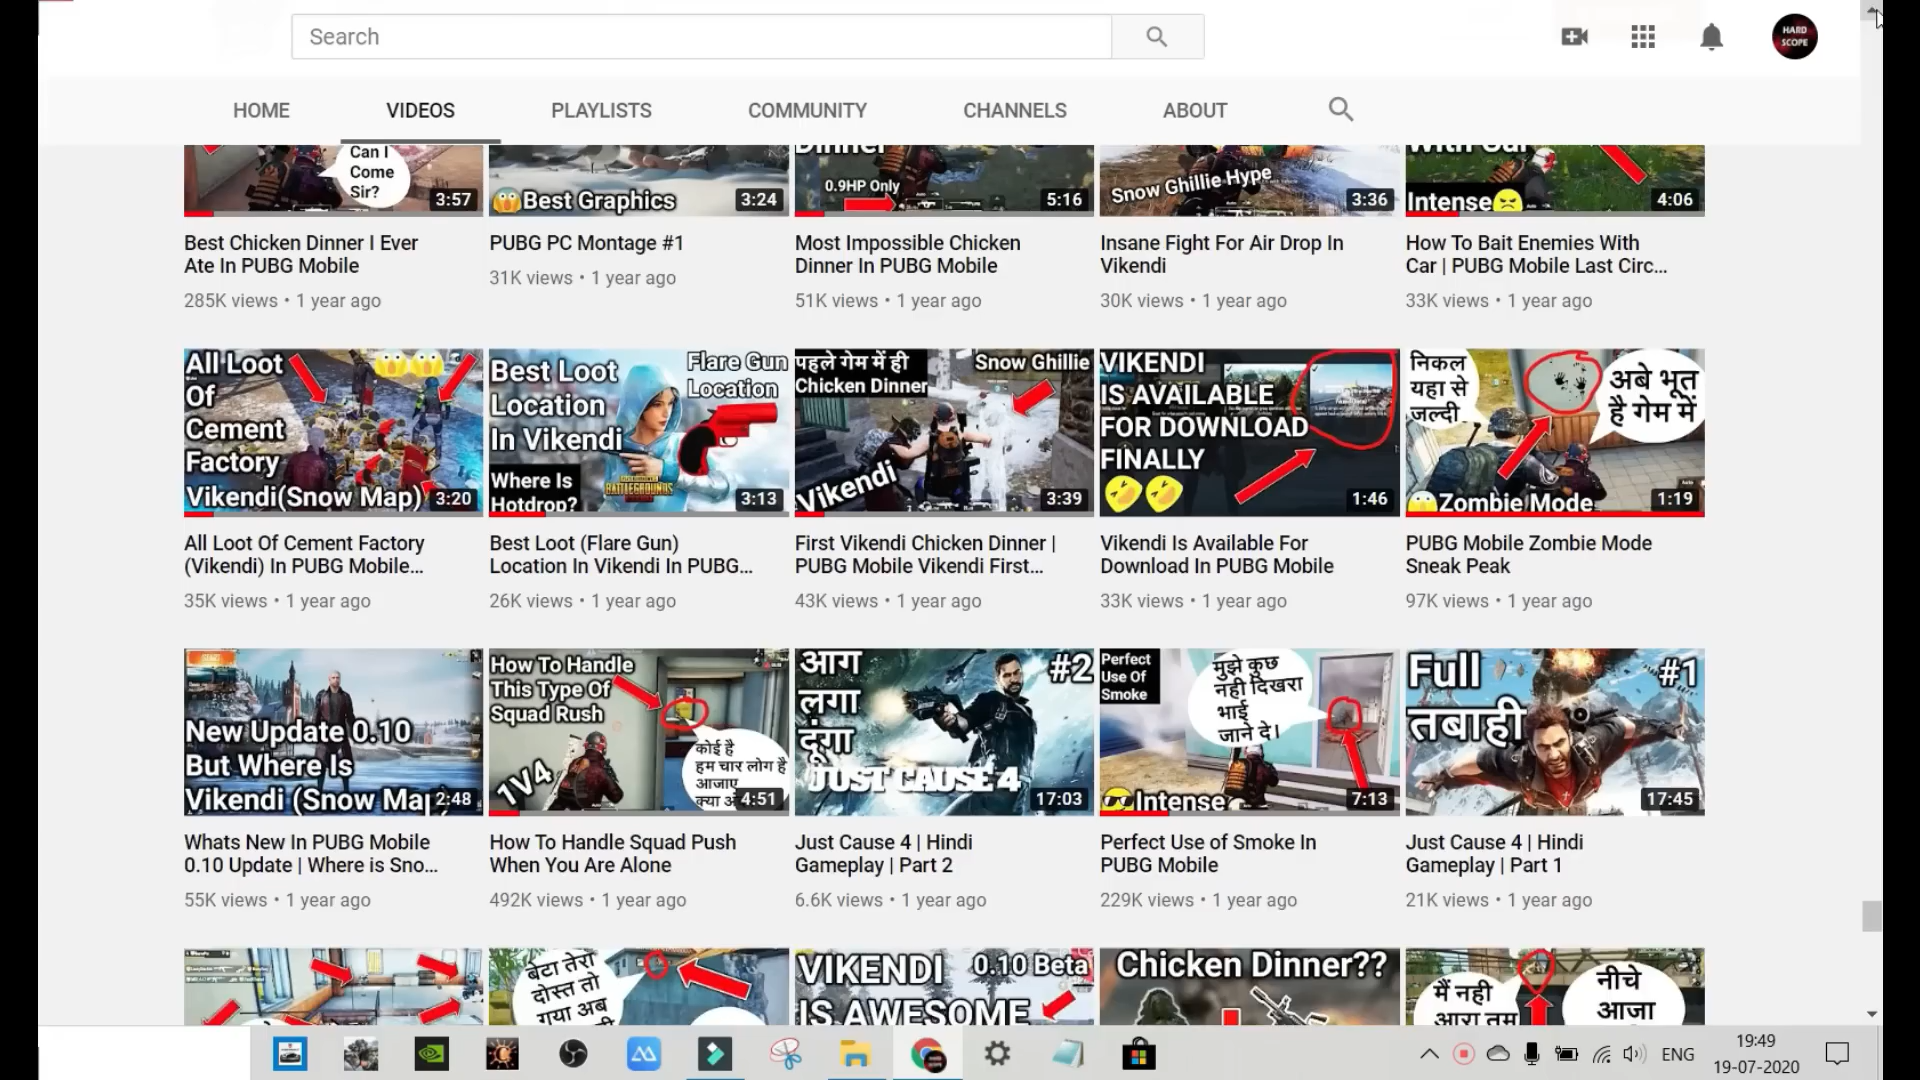 Search
HARD
SCOPE
HOME
VIDEOS
PLAYLISTS
COMMUNITY
CHANNELS
ABOUT
Can I
Come
Sir?
3:57
Best Graphics
3:24
Dinner
0.9HP Only
5:16
Snow Ghillie Hype
3:36
With Car
Intense
4:06
Best Chicken Dinner I Ever
Ate In PUBG Mobile
285K views • 1 year ago
PUBG PC Montage #1
31K views • 1 year ago
Most Impossible Chicken
Dinner In PUBG Mobile
51K views • 1 year ago
Insane Fight For Air Drop In
Vikendi
30K views • 1 year ago
How To Bait Enemies With
Car | PUBG Mobile Last Circ...
33K views • 1 year ago
All Loot
Of
Cement
Factory
Vikendi(Snow Map)
3:20
Best Loot
Location
In Vikendi
Flare Gun
Location
Where Is
Hotdrop?
BATTLEGROUNDS
3:13
पहले गेम में ही
Chicken Dinner
Snow Ghillie
Vikendi
3:39
VIKENDI
IS AVAILABLE
FOR DOWNLOAD
FINALLY
1:46
निकल
यहा से
जल्दी
अबे भूत
है गेम में
Zombie Mode
1:19
All Loot Of Cement Factory
(Vikendi) In PUBG Mobile...
35K views • 1 year ago
Best Loot (Flare Gun)
Location In Vikendi In PUBG...
26K views • 1 year ago
First Vikendi Chicken Dinner |
PUBG Mobile Vikendi First...
43K views • 1 year ago
Vikendi Is Available For
Download In PUBG Mobile
33K views • 1 year ago
PUBG Mobile Zombie Mode
Sneak Peak
97K views • 1 year ago
New Update 0.10
But Where Is
Vikendi (Snow Ma
2:48
How To Handle
This Type Of
Squad Rush
1V4
कोई है
हम चार लोग है
आजाए
क्या
4:51
आग
लगा
दूंगा
#2
JUST CAUSE 4
17:03
Perfect
Use Of
Smoke
मुझे कुछ
नही दिखरा
भाई
जाने दे।
Intense
7:13
Full
तबाही
#1
17:45
Whats New In PUBG Mobile
0.10 Update | Where is Sno...
55K views • 1 year ago
How To Handle Squad Push
When You Are Alone
492K views • 1 year ago
Just Cause 4 | Hindi
Gameplay | Part 2
6.6K views • 1 year ago
Perfect Use of Smoke In
PUBG Mobile
229K views • 1 year ago
Just Cause 4 | Hindi
Gameplay | Part 1
21K views • 1 year ago
बेटा तेरा
दोस्त तो
गया अब
VIKENDI
IS AWESOME
0.10 Beta
Chicken Dinner??
मैं नही
आरा तुम
नीचे
आजा
ENG
19:49
19-07-2020